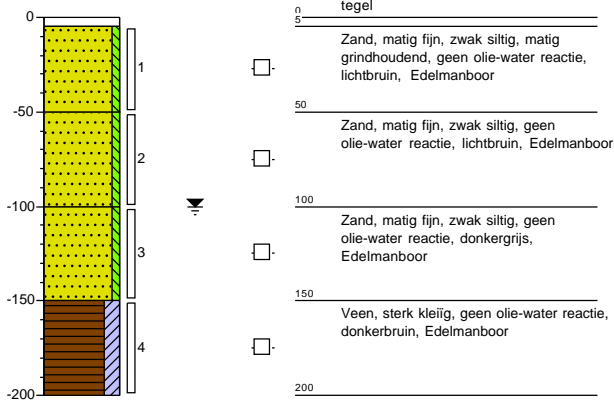 0
-50
-100
-150
-200
1
2
3
4
0
tegel
5
Zand, matig fijn, zwak siltig, matig
grindhoudend, geen olie-water reactie,
lichtbruin, Edelmanboor
50
Zand, matig fijn, zwak siltig, geen
olie-water reactie, lichtbruin, Edelmanboor
100
Zand, matig fijn, zwak siltig, geen
olie-water reactie, donkergrijs,
Edelmanboor
150
Veen, sterk kleiïg, geen olie-water reactie,
donkerbruin, Edelmanboor
200